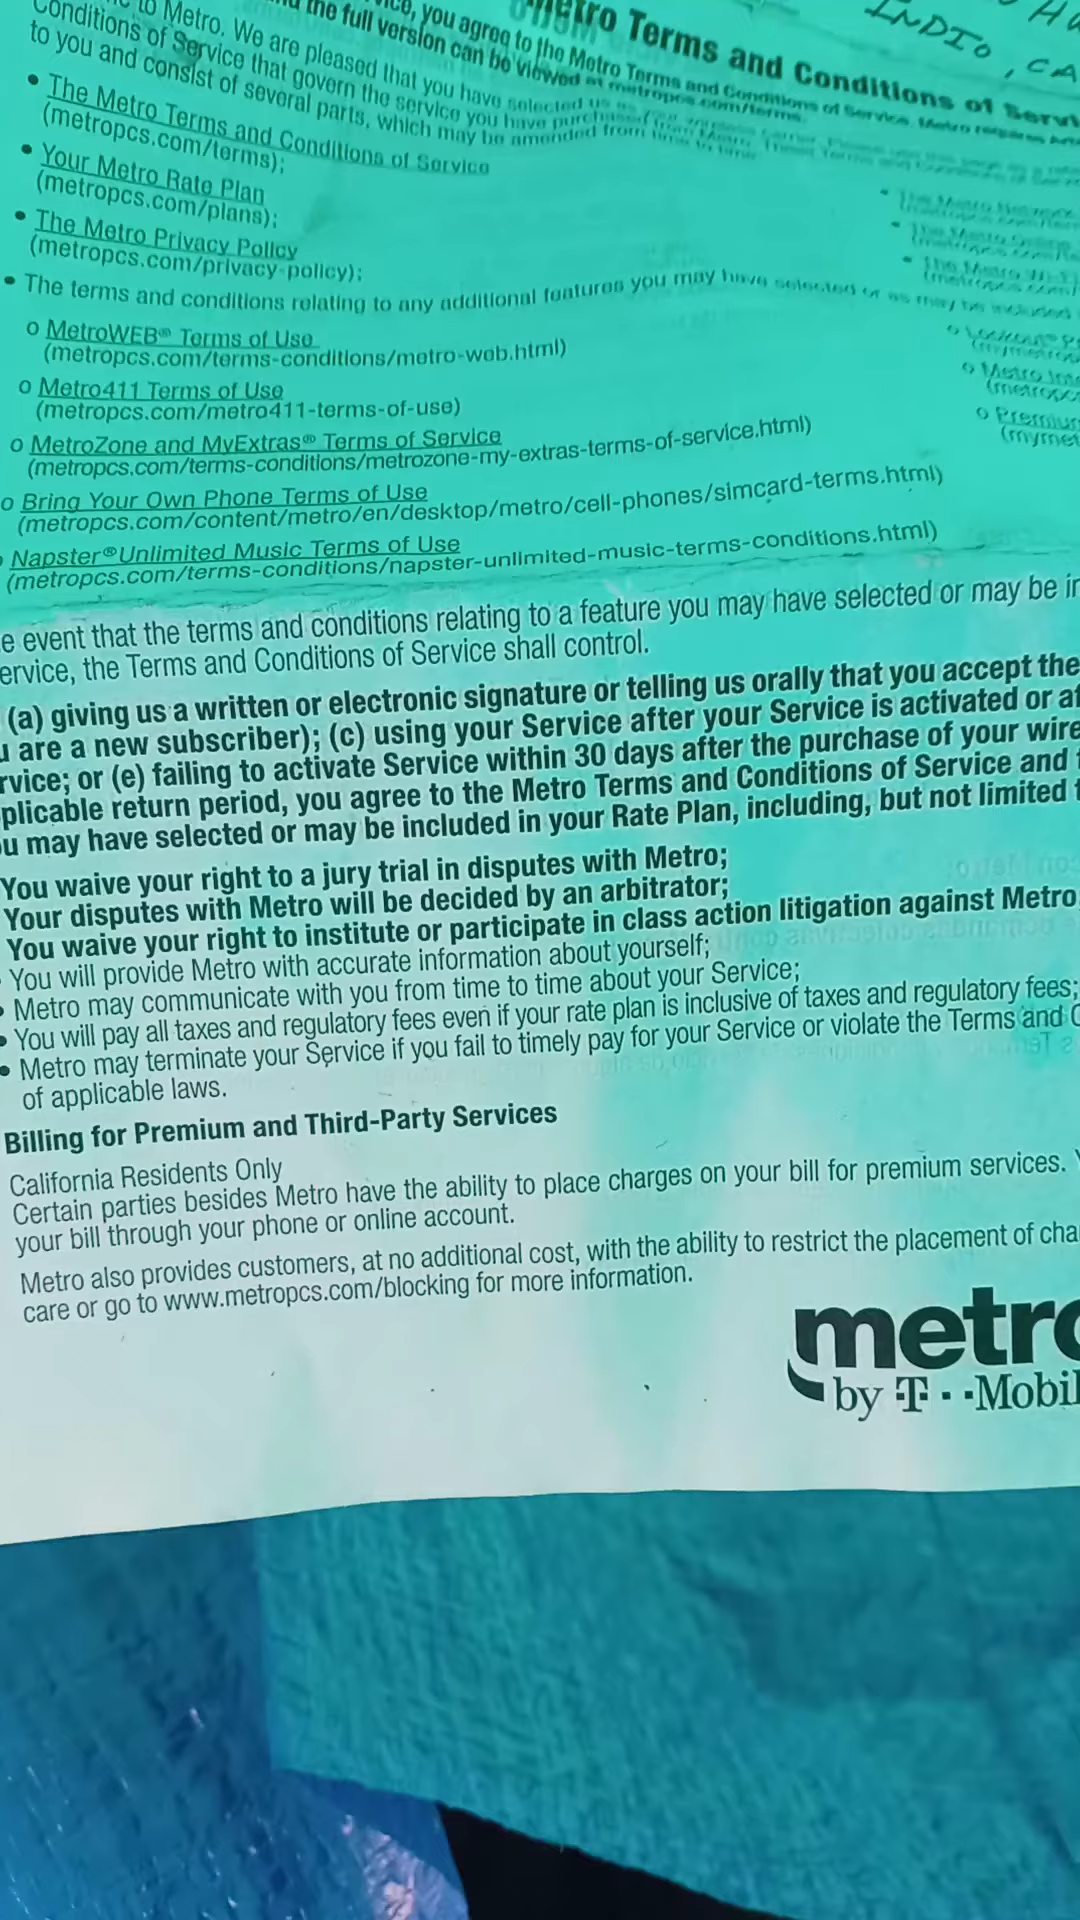 INDIO, CA
Metro Terms and Conditions of Servi
you agree to the Metro Terms and Conditions of Service. Metro requires
the full version can be viewed at metropcs.com/terms.
to Metro. We are pleased that you have selected us
Conditions of Service that govern the service you have purchased from Metro. These Terms and Conditions
to you and consist of several parts, which may be amended from time to time
• The Metro Terms and Conditions of Service
(metropcs.com/terms);
• Your Metro Rate Plan
(metropcs.com/plans);
• The Metro Privacy Policy
(metropcs.com/privacy-policy);
• The Metro
• The Metro
• The Metro
• The terms and conditions relating to any additional features you may have selected or as may be included
o MetroWEB® Terms of Use
(metropcs.com/terms-conditions/metro-web.html)
o Metro411 Terms of Use
(metropcs.com/metro411-terms-of-use)
o MetroZone and MyExtras® Terms of Service
(metropcs.com/terms-conditions/metrozone-my-extras-terms-of-service.html)
o Bring Your Own Phone Terms of Use
(metropcs.com/content/metro/en/desktop/metro/cell-phones/simcard-terms.html)
o Napster®Unlimited Music Terms of Use
(metropcs.com/terms-conditions/napster-unlimited-music-terms-conditions.html)
o Lookout®
(mymetrop
o Metro Int
(metropc
o Premium
(mymet
e event that the terms and conditions relating to a feature you may have selected or may be in
ervice, the Terms and Conditions of Service shall control.
(a) giving us a written or electronic signature or telling us orally that you accept the
u are a new subscriber); (c) using your Service after your Service is activated or af
rvice; or (e) failing to activate Service within 30 days after the purchase of your wire
plicable return period, you agree to the Metro Terms and Conditions of Service and
u may have selected or may be included in your Rate Plan, including, but not limited t
You waive your right to a jury trial in disputes with Metro;
Your disputes with Metro will be decided by an arbitrator;
You waive your right to institute or participate in class action litigation against Metro
You will provide Metro with accurate information about yourself;
• Metro may communicate with you from time to time about your Service;
• You will pay all taxes and regulatory fees even if your rate plan is inclusive of taxes and regulatory fees;
• Metro may terminate your Service if you fail to timely pay for your Service or violate the Terms and C
of applicable laws.
Billing for Premium and Third-Party Services
California Residents Only
Certain parties besides Metro have the ability to place charges on your bill for premium services. Y
your bill through your phone or online account.
Metro also provides customers, at no additional cost, with the ability to restrict the placement of cha
care or go to www.metropcs.com/blocking for more information.
metro
by T-Mobil